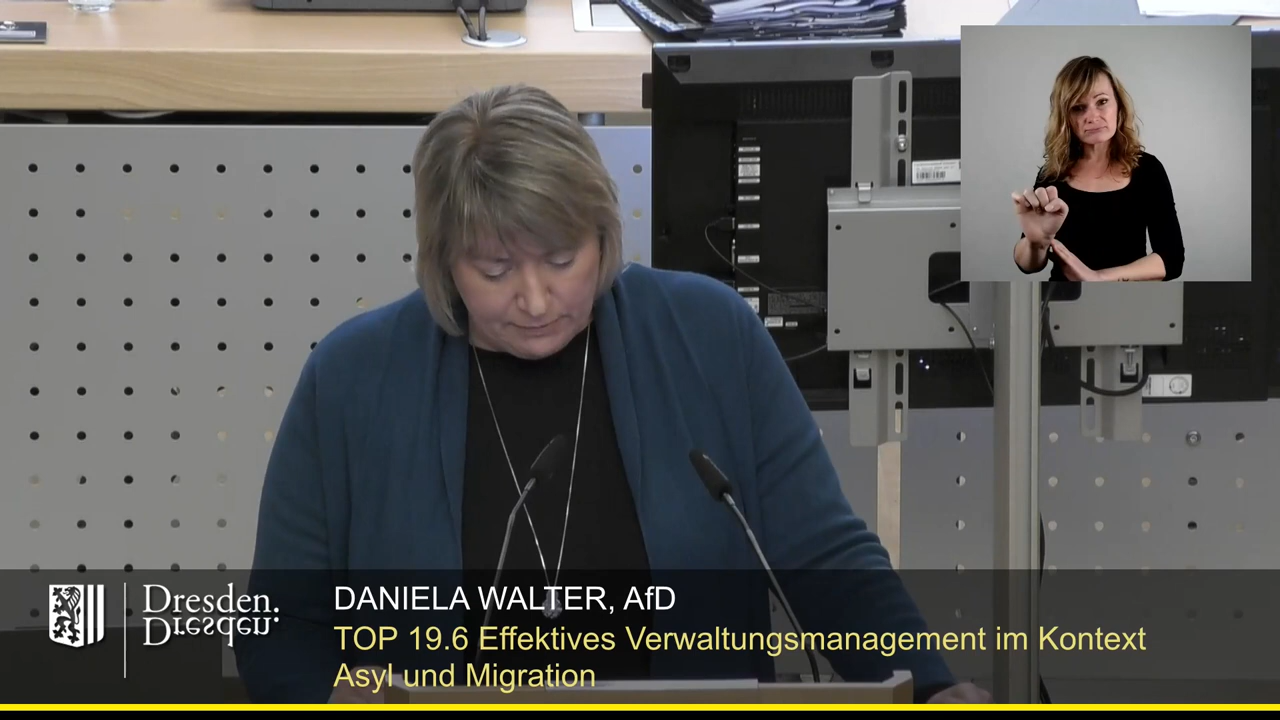 Dresden.
Dresden.
DANIELA WALTER, AfD
TOP 19.6 Effektives Verwaltungsmanagement im Kontext
Asyl und Migration